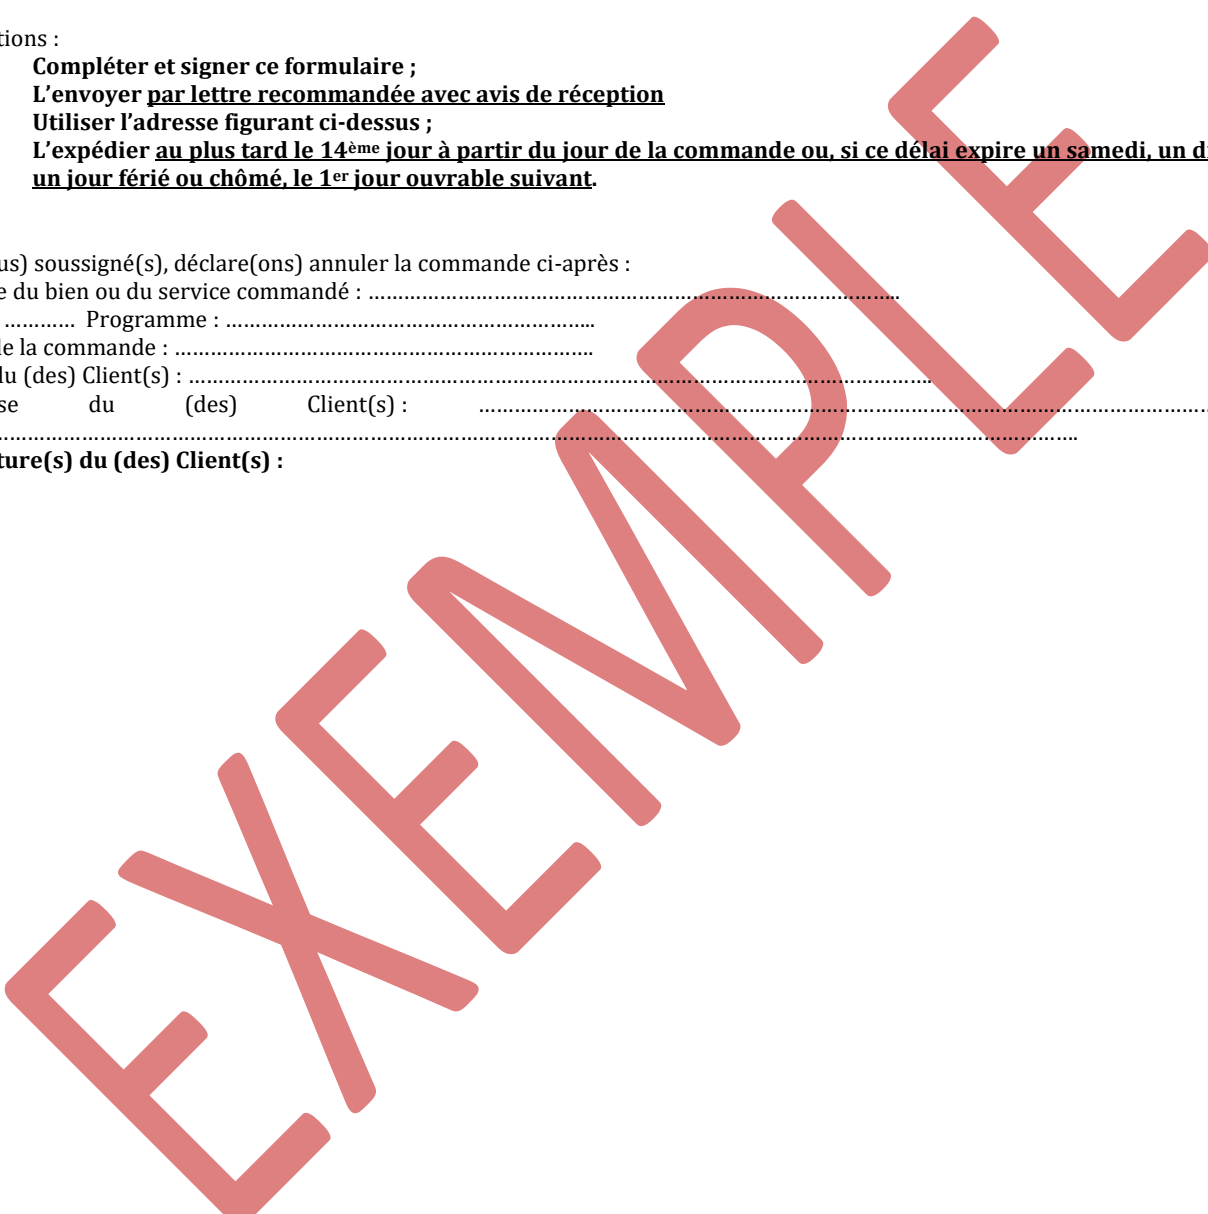 tions :
Compléter et signer ce formulaire ;
L’envoyer par lettre recommandée avec avis de réception
Utiliser l’adresse figurant ci-dessus ;
L’expédier au plus tard le 14ème jour à partir du jour de la commande ou, si ce délai expire un samedi, un di
un jour férié ou chômé, le 1er jour ouvrable suivant.
us) soussigné(s), déclare(ons) annuler la commande ci-après :
e du bien ou du service commandé : ……………………………………………………………………………..
………… Programme : ……………………………………………………..
de la commande : …………………………………………………………….
du (des) Client(s) : ……………………………………………………………………………………………………………..
se du (des) Client(s) : ……………………………………………………………………………………………………………
……………………………………………………………………………………………………………………………………………….
ture(s) du (des) Client(s) :
EXEMPLE